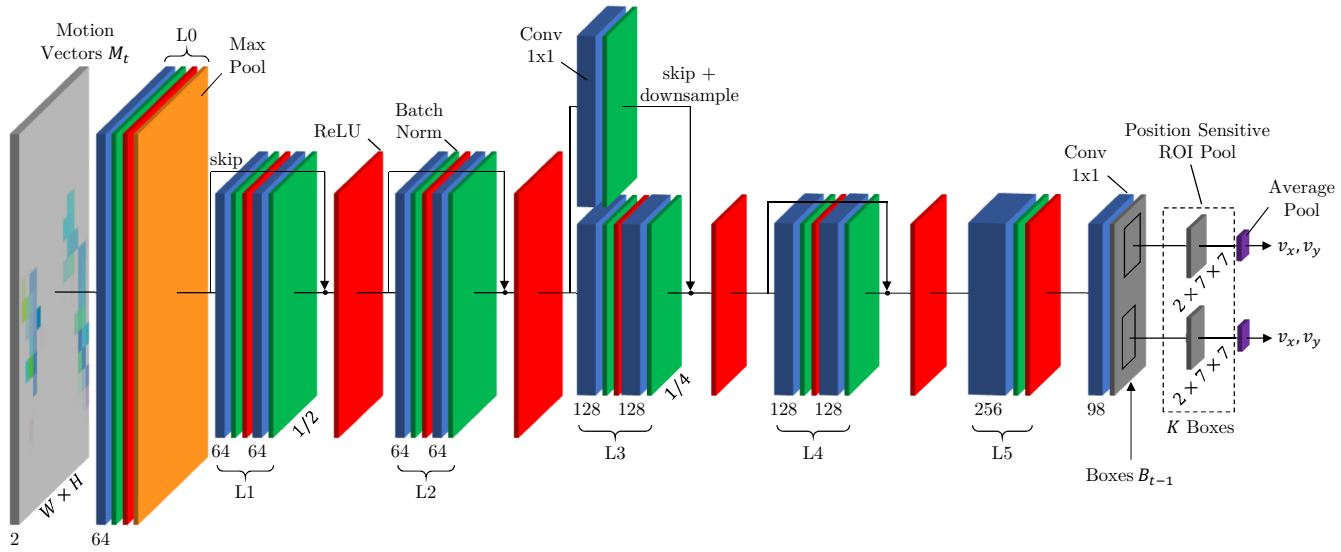 Motion
Vectors M_t
L0
Max
Pool
2
W × H
64
skip
ReLU
64
64
1/2
L1
Batch
Norm
64
64
L2
Conv
1x1
skip +
downsample
128
128
1/4
L3
128
128
L4
256
L5
Conv
1x1
98
Boxes B_{t−1}
Position Sensitive
ROI Pool
2 × 7 × 7
2 × 7 × 7
K Boxes
Average
Pool
v_x, v_y
v_x, v_y